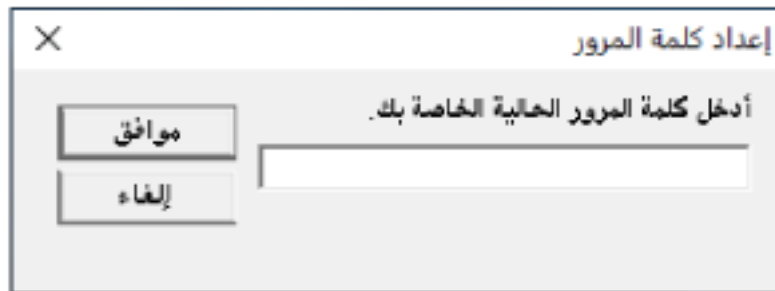 إعداد كلمة المرور
أدخل كلمة المرور الحالية الخاصة بك.
موافق
إلغاء